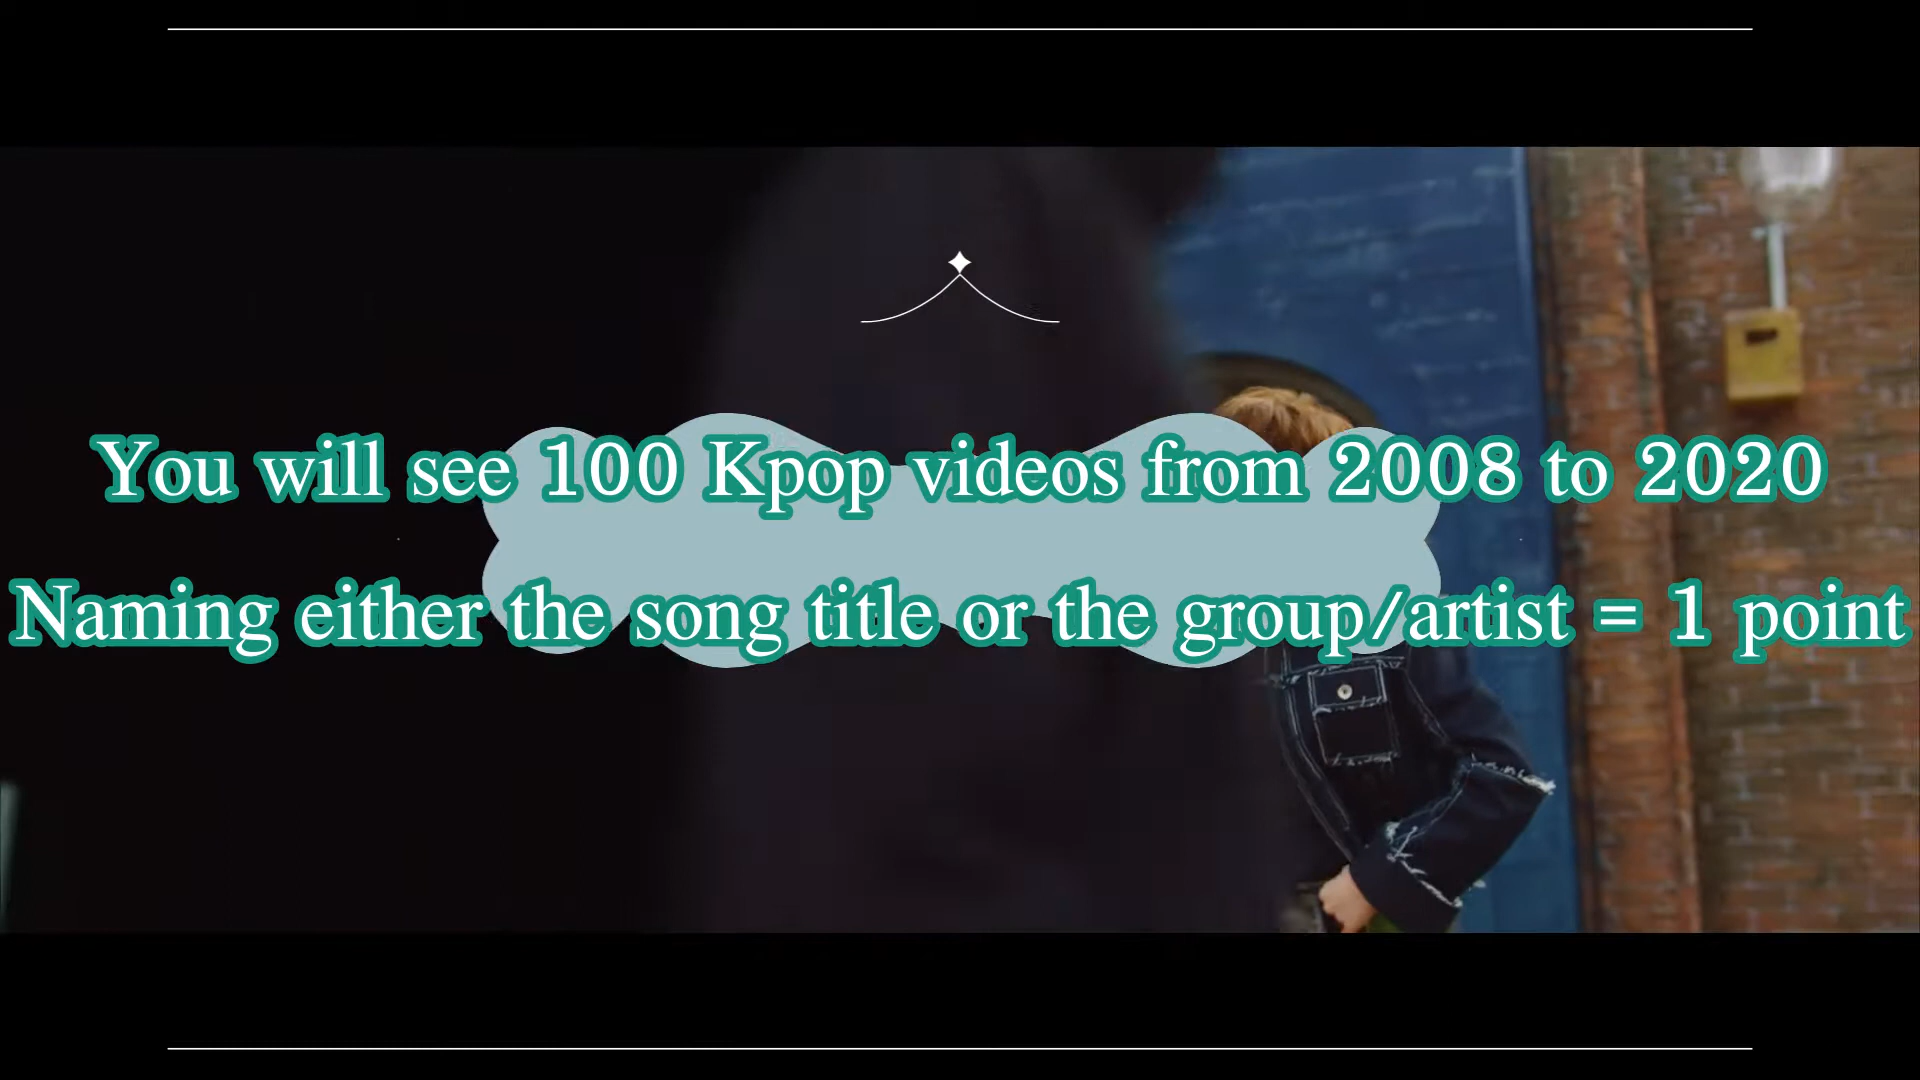 You will see 100 Kpop videos from 2008 to 2020
Naming either the song title or the group/artist = 1 point